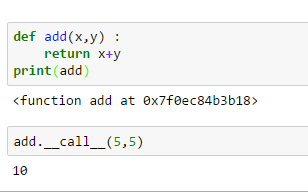 def add(x,y) :
    return x+y
print(add)
<function add at 0x7f0ec84b3b18>
add.__call__(5,5)
10